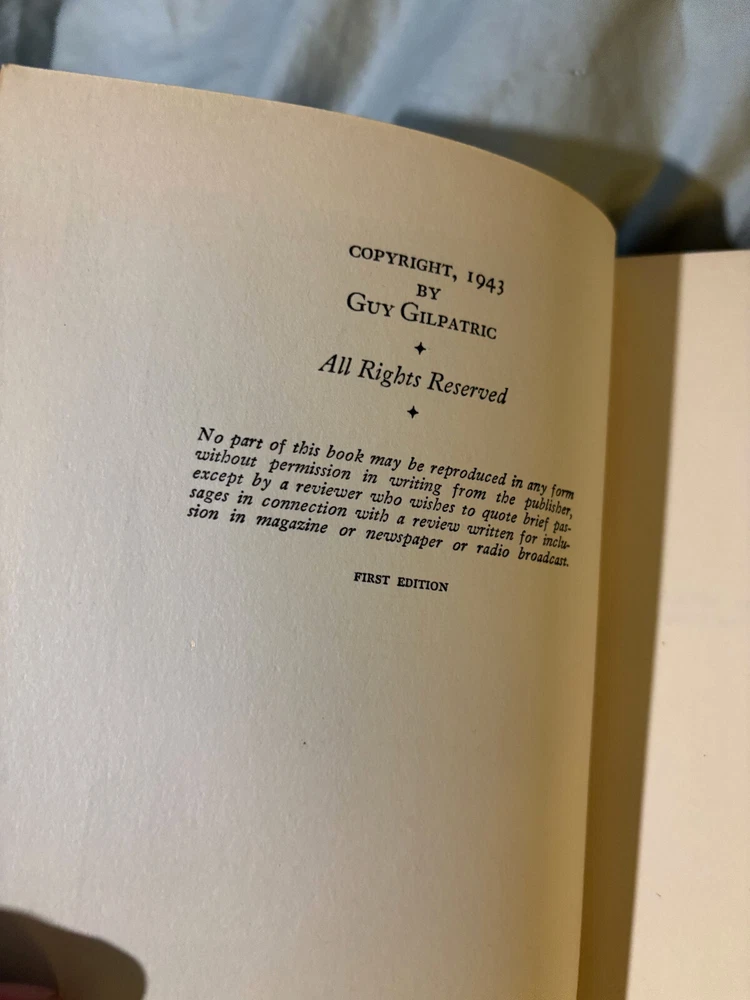 COPYRIGHT, 1943
BY
GUY GILPATRIC
All Rights Reserved
No part of this book may be reproduced in any form
without permission in writing from the publisher,
except by a reviewer who wishes to quote brief pas-
sages in connection with a review written for inclu-
sion in magazine or newspaper or radio broadcast.
FIRST EDITION